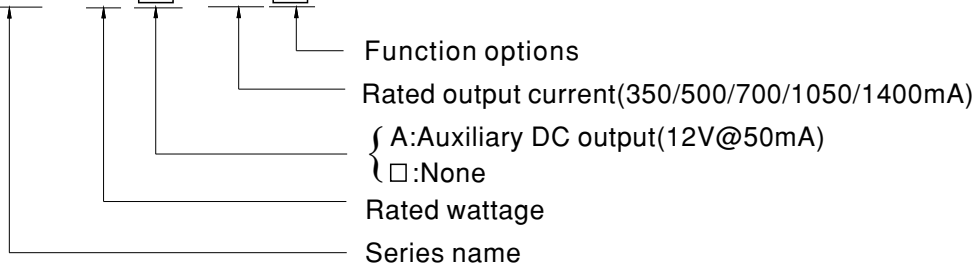 Function options
Rated output current(350/500/700/1050/1400mA)
A:Auxiliary DC output(12V@50mA)
□:None
Rated wattage
Series name